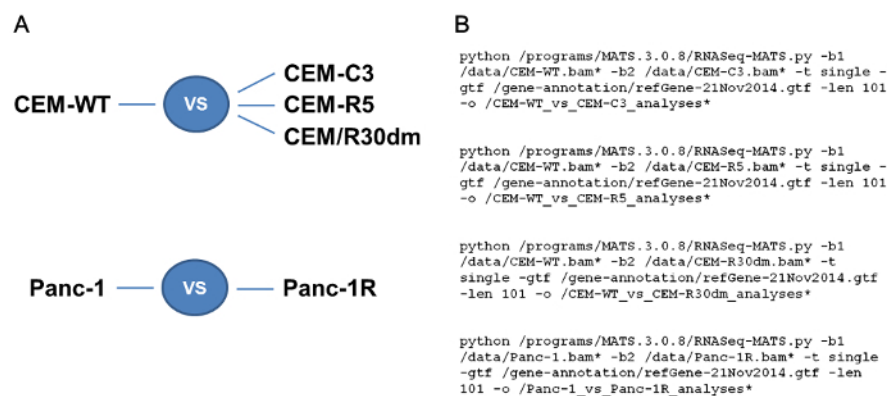 A
CEM-WT
VS
CEM-C3
CEM-R5
CEM/R30dm
Panc-1
VS
Panc-1R
B
python /programs/MATS.3.0.8/RNASeq-MATS.py -b1
/data/CEM-WT.bam* -b2 /data/CEM-C3.bam* -t single -
gtf /gene-annotation/refGene-21Nov2014.gtf -len 101
-o /CEM-WT_vs_CEM-C3_analyses*
python /programs/MATS.3.0.8/RNASeq-MATS.py -b1
/data/CEM-WT.bam* -b2 /data/CEM-R5.bam* -t single -
gtf /gene-annotation/refGene-21Nov2014.gtf -len 101
-o /CEM-WT_vs_CEM-R5_analyses*
python /programs/MATS.3.0.8/RNASeq-MATS.py -b1
/data/CEM-WT.bam* -b2 /data/CEM-R30dm.bam* -t
single -gtf /gene-annotation/refGene-21Nov2014.gtf
-len 101 -o /CEM-WT_vs_CEM-R30dm_analyses*
python /programs/MATS.3.0.8/RNASeq-MATS.py -b1
/data/Panc-1.bam* -b2 /data/Panc-1R.bam* -t single
-gtf /gene-annotation/refGene-21Nov2014.gtf -len
101 -o /Panc-1_vs_Panc-1R_analyses*